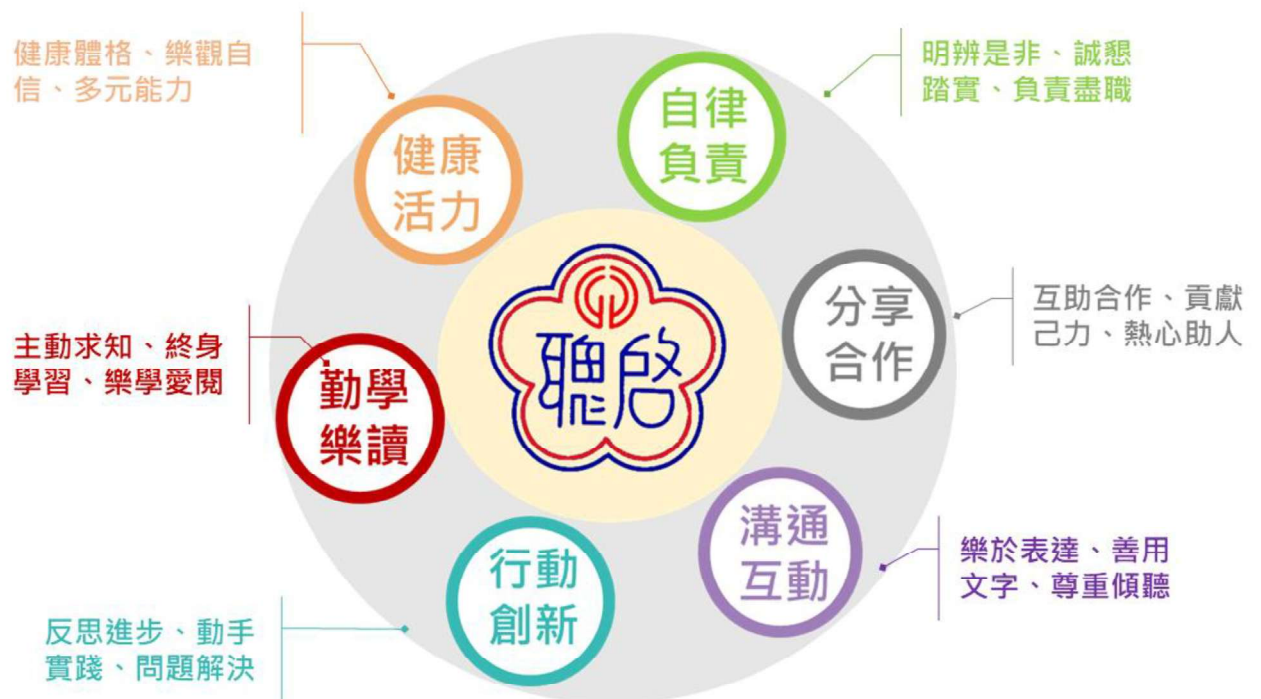 健康體格、樂觀自
信、多元能力
健康
活力
自律
負責
明辨是非、誠懇
踏實、負責盡職
分享
合作
互助合作、貢獻
己力、熱心助人
主動求知、終身
學習、樂學愛閱
勤學
樂讀
聰啟
溝通
互動
樂於表達、善用
文字、尊重傾聽
行動
創新
反思進步、動手
實踐、問題解決